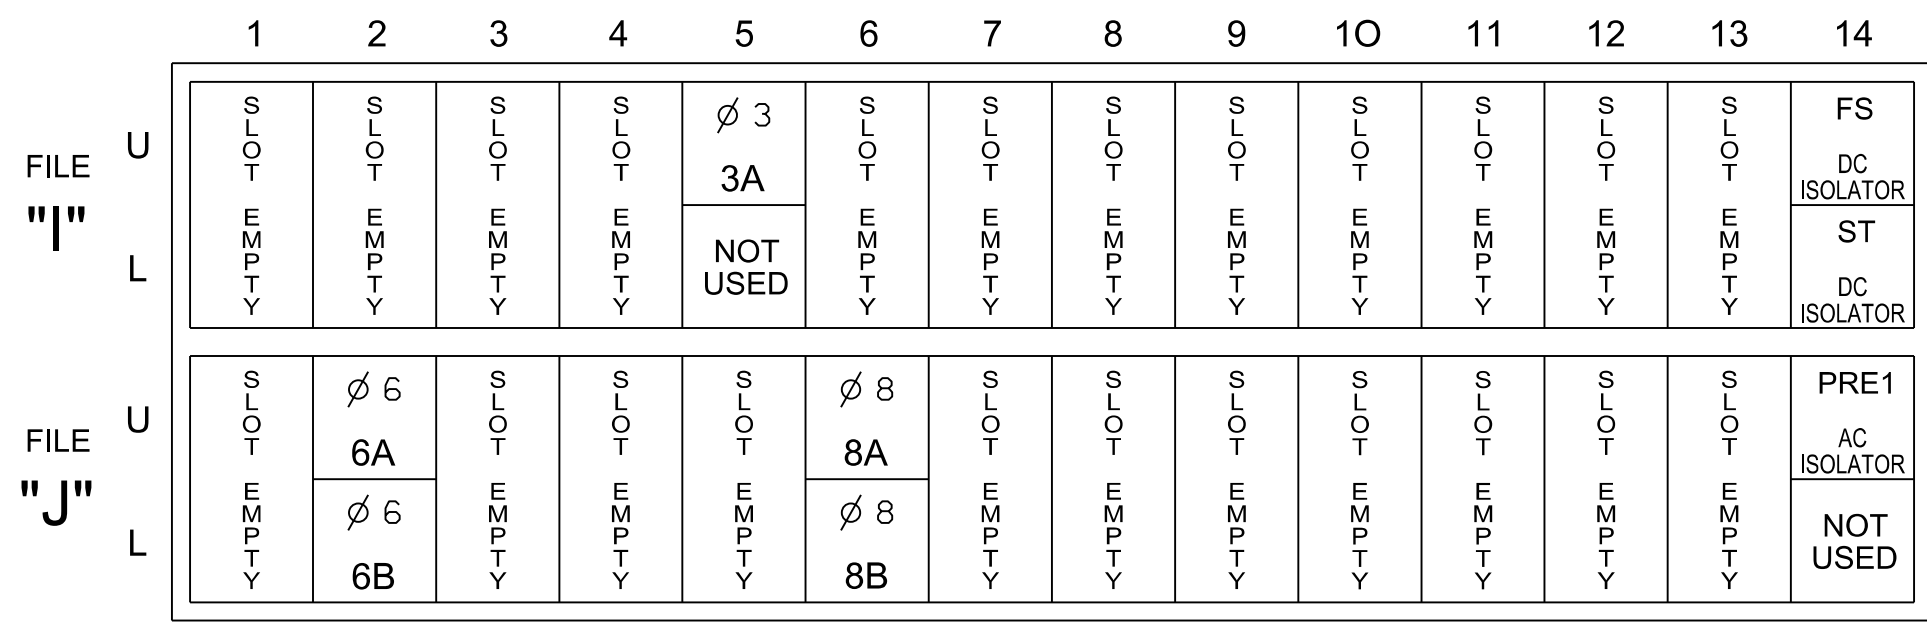 1 2 3 4 5 6 7 8 9 10 11 12 13 14
FILE
"I"
U
L
SLOT EMPTY
SLOT EMPTY
SLOT EMPTY
SLOT EMPTY
Ø 3
3A
NOT
USED
SLOT EMPTY
SLOT EMPTY
SLOT EMPTY
SLOT EMPTY
SLOT EMPTY
SLOT EMPTY
SLOT EMPTY
SLOT EMPTY
FS
DC
ISOLATOR
ST
DC
ISOLATOR
FILE
"J"
U
L
SLOT EMPTY
Ø 6
6A
Ø 6
6B
SLOT EMPTY
SLOT EMPTY
SLOT EMPTY
Ø 8
8A
Ø 8
8B
SLOT EMPTY
SLOT EMPTY
SLOT EMPTY
SLOT EMPTY
SLOT EMPTY
SLOT EMPTY
SLOT EMPTY
PRE1
AC
ISOLATOR
NOT
USED